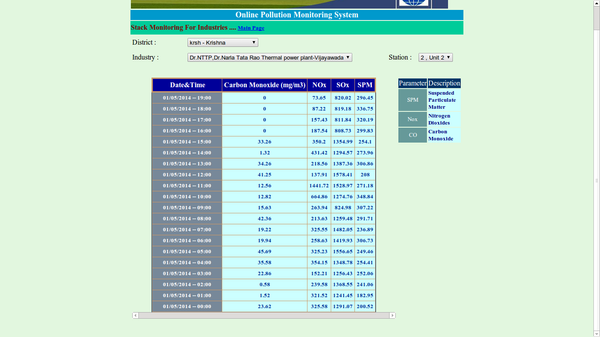 Online Pollution Monitoring System
Stack Monitoring For Industries .... Main Page
District : krsh - Krishna
Industry : Dr.NTTP,Dr.Narla Tata Rao Thermal power plant-Vijayawada Station : 2 , Unit 2
Date&Time Carbon Monoxide (mg/m3) NOx SOx SPM
01/05/2014 -- 19:00 0 73.65 820.02 296.45
01/05/2014 -- 18:00 0 87.22 819.18 336.75
01/05/2014 -- 17:00 0 157.43 811.84 320.19
01/05/2014 -- 16:00 0 187.54 808.73 299.83
01/05/2014 -- 15:00 33.26 350.2 1354.99 254.1
01/05/2014 -- 14:00 1.32 431.42 1294.57 273.96
01/05/2014 -- 13:00 34.26 218.56 1387.36 306.86
01/05/2014 -- 12:00 41.25 137.91 1578.41 208
01/05/2014 -- 11:00 12.56 1441.72 1528.97 271.18
01/05/2014 -- 10:00 12.82 664.86 1274.76 348.84
01/05/2014 -- 09:00 15.63 263.94 824.98 307.22
01/05/2014 -- 08:00 42.36 213.63 1259.48 291.71
01/05/2014 -- 07:00 19.22 325.55 1482.05 236.89
01/05/2014 -- 06:00 19.94 258.63 1419.93 306.73
01/05/2014 -- 05:00 45.69 325.23 1556.65 249.46
01/05/2014 -- 04:00 35.58 354.15 1348.78 254.41
01/05/2014 -- 03:00 22.86 152.21 1256.43 252.06
01/05/2014 -- 02:00 0.58 239.58 1368.55 241.06
01/05/2014 -- 01:00 1.52 321.52 1241.45 182.95
01/05/2014 -- 00:00 23.62 325.58 1291.07 200.52
Parameter Description
SPM Suspended
Particulate
Matter
Nox Nitrogen
Dioxides
CO Carbon
Monoxide